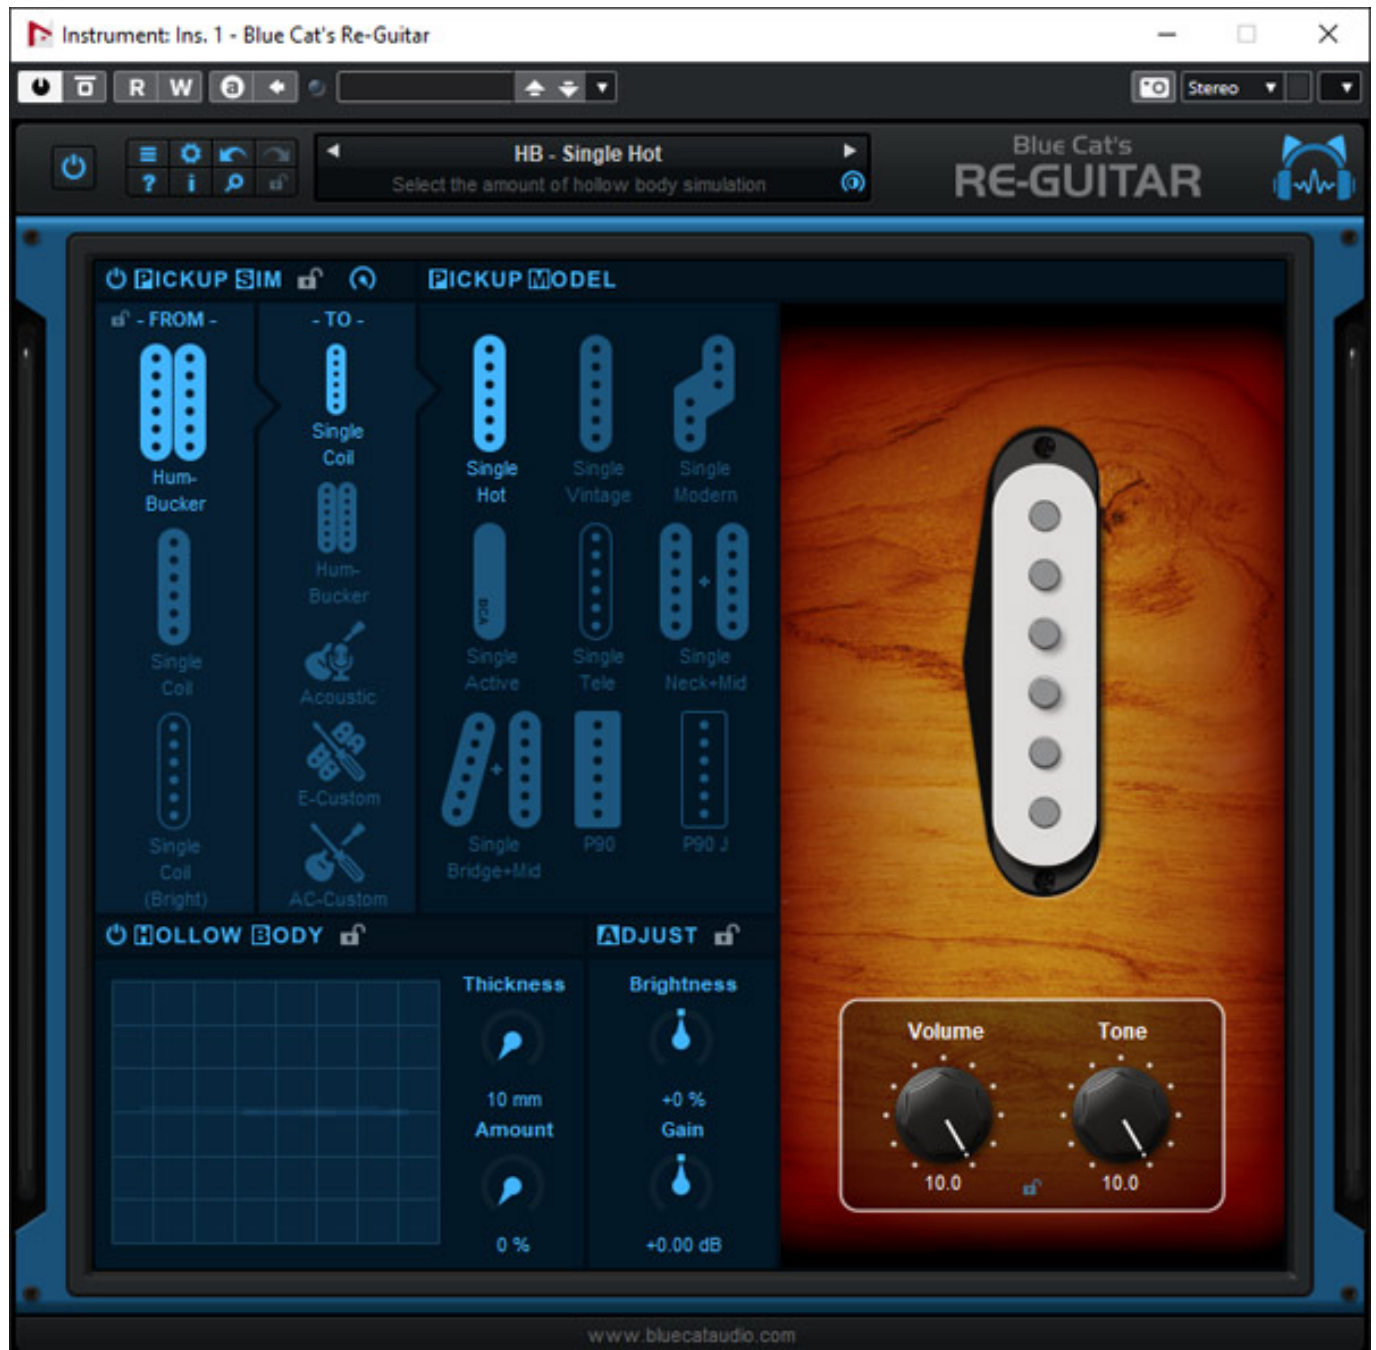 Instrument: Ins. 1 - Blue Cat's Re-Guitar
R W a
Stereo
HB - Single Hot
Select the amount of hollow body simulation
? i
Blue Cat's
RE-GUITAR
PICKUP SIM
PICKUP MODEL
- FROM -
- TO -
Hum-
Bucker
Single
Coil
Single
Coil
(Bright)
Single
Coil
Hum-
Bucker
Acoustic
BA
BB
E-Custom
AC-Custom
Single
Hot
Single
Vintage
Single
Modern
DCA
Single
Active
Single
Tele
+
Single
Neck+Mid
+
Single
Bridge+Mid
P90
P90 J
HOLLOW BODY
ADJUST
Thickness
10 mm
Amount
0 %
Brightness
+0 %
Gain
+0.00 dB
Volume
10.0
Tone
10.0
www.bluecataudio.com